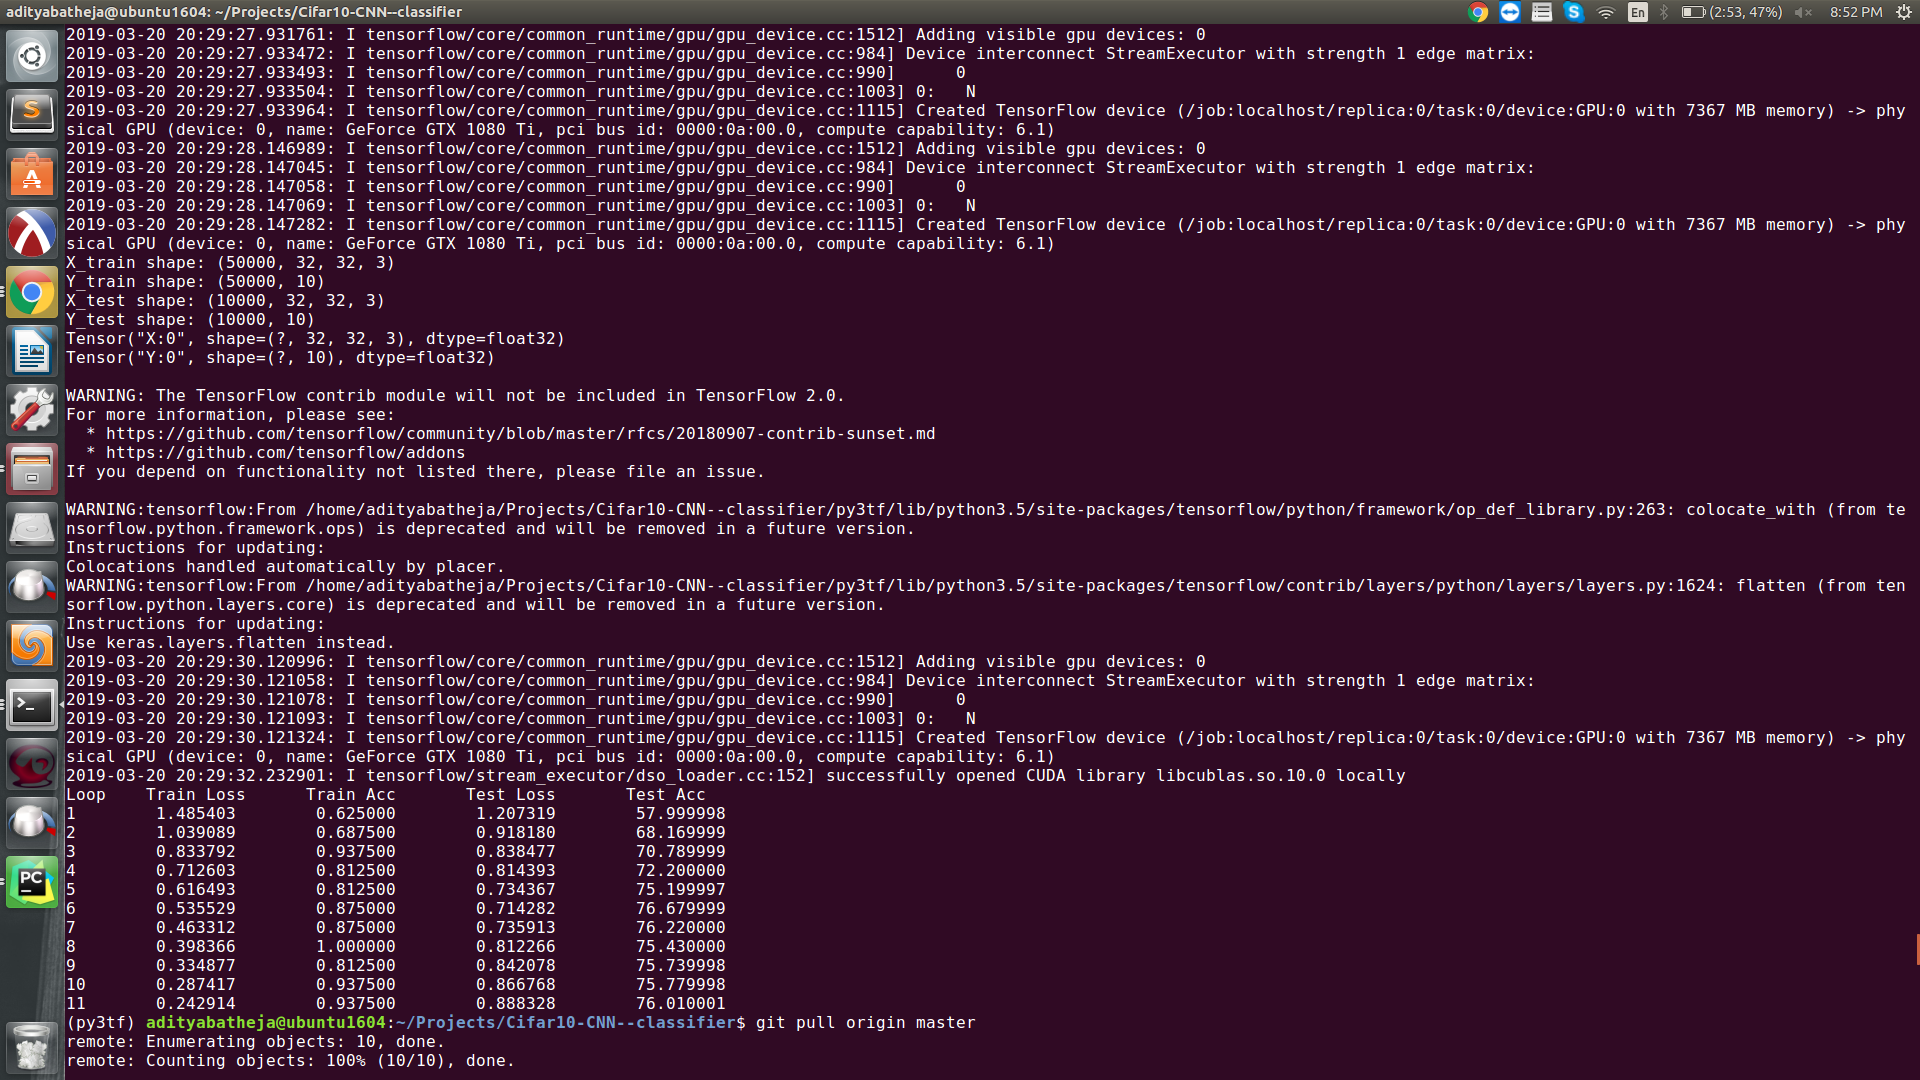 adityabatheja@ubuntu1604: ~/Projects/Cifar10-CNN--classifier
En (2:53, 47%) 8:52 PM
2019-03-20 20:29:27.931761: I tensorflow/core/common_runtime/gpu/gpu_device.cc:1512] Adding visible gpu devices: 0
2019-03-20 20:29:27.933472: I tensorflow/core/common_runtime/gpu/gpu_device.cc:984] Device interconnect StreamExecutor with strength 1 edge matrix:
2019-03-20 20:29:27.933493: I tensorflow/core/common_runtime/gpu/gpu_device.cc:990]      0
2019-03-20 20:29:27.933504: I tensorflow/core/common_runtime/gpu/gpu_device.cc:1003] 0:   N
2019-03-20 20:29:27.933964: I tensorflow/core/common_runtime/gpu/gpu_device.cc:1115] Created TensorFlow device (/job:localhost/replica:0/task:0/device:GPU:0 with 7367 MB memory) -> phy
sical GPU (device: 0, name: GeForce GTX 1080 Ti, pci bus id: 0000:0a:00.0, compute capability: 6.1)
2019-03-20 20:29:28.146989: I tensorflow/core/common_runtime/gpu/gpu_device.cc:1512] Adding visible gpu devices: 0
2019-03-20 20:29:28.147045: I tensorflow/core/common_runtime/gpu/gpu_device.cc:984] Device interconnect StreamExecutor with strength 1 edge matrix:
2019-03-20 20:29:28.147058: I tensorflow/core/common_runtime/gpu/gpu_device.cc:990]      0
2019-03-20 20:29:28.147069: I tensorflow/core/common_runtime/gpu/gpu_device.cc:1003] 0:   N
2019-03-20 20:29:28.147282: I tensorflow/core/common_runtime/gpu/gpu_device.cc:1115] Created TensorFlow device (/job:localhost/replica:0/task:0/device:GPU:0 with 7367 MB memory) -> phy
sical GPU (device: 0, name: GeForce GTX 1080 Ti, pci bus id: 0000:0a:00.0, compute capability: 6.1)
X_train shape: (50000, 32, 32, 3)
Y_train shape: (50000, 10)
X_test shape: (10000, 32, 32, 3)
Y_test shape: (10000, 10)
Tensor("X:0", shape=(?, 32, 32, 3), dtype=float32)
Tensor("Y:0", shape=(?, 10), dtype=float32)
WARNING: The TensorFlow contrib module will not be included in TensorFlow 2.0.
For more information, please see:
  * https://github.com/tensorflow/community/blob/master/rfcs/20180907-contrib-sunset.md
  * https://github.com/tensorflow/addons
If you depend on functionality not listed there, please file an issue.
WARNING:tensorflow:From /home/adityabatheja/Projects/Cifar10-CNN--classifier/py3tf/lib/python3.5/site-packages/tensorflow/python/framework/op_def_library.py:263: colocate_with (from te
nsorflow.python.framework.ops) is deprecated and will be removed in a future version.
Instructions for updating:
Colocations handled automatically by placer.
WARNING:tensorflow:From /home/adityabatheja/Projects/Cifar10-CNN--classifier/py3tf/lib/python3.5/site-packages/tensorflow/contrib/layers/python/layers/layers.py:1624: flatten (from ten
sorflow.python.layers.core) is deprecated and will be removed in a future version.
Instructions for updating:
Use keras.layers.flatten instead.
2019-03-20 20:29:30.120996: I tensorflow/core/common_runtime/gpu/gpu_device.cc:1512] Adding visible gpu devices: 0
2019-03-20 20:29:30.121058: I tensorflow/core/common_runtime/gpu/gpu_device.cc:984] Device interconnect StreamExecutor with strength 1 edge matrix:
2019-03-20 20:29:30.121078: I tensorflow/core/common_runtime/gpu/gpu_device.cc:990]      0
2019-03-20 20:29:30.121093: I tensorflow/core/common_runtime/gpu/gpu_device.cc:1003] 0:   N
2019-03-20 20:29:30.121324: I tensorflow/core/common_runtime/gpu/gpu_device.cc:1115] Created TensorFlow device (/job:localhost/replica:0/task:0/device:GPU:0 with 7367 MB memory) -> phy
sical GPU (device: 0, name: GeForce GTX 1080 Ti, pci bus id: 0000:0a:00.0, compute capability: 6.1)
2019-03-20 20:29:32.232901: I tensorflow/stream_executor/dso_loader.cc:152] successfully opened CUDA library libcublas.so.10.0 locally
Loop    Train Loss      Train Acc       Test Loss       Test Acc
1        1.485403        0.625000        1.207319        57.999998
2        1.039089        0.687500        0.918180        68.169999
3        0.833792        0.937500        0.838477        70.789999
4        0.712603        0.812500        0.814393        72.200000
5        0.616493        0.812500        0.734367        75.199997
6        0.535529        0.875000        0.714282        76.679999
7        0.463312        0.875000        0.735913        76.220000
8        0.398366        1.000000        0.812266        75.430000
9        0.334877        0.812500        0.842078        75.739998
10       0.287417        0.937500        0.866768        75.779998
11       0.242914        0.937500        0.888328        76.010001
(py3tf) adityabatheja@ubuntu1604:~/Projects/Cifar10-CNN--classifier$ git pull origin master
remote: Enumerating objects: 10, done.
remote: Counting objects: 100% (10/10), done.
PC